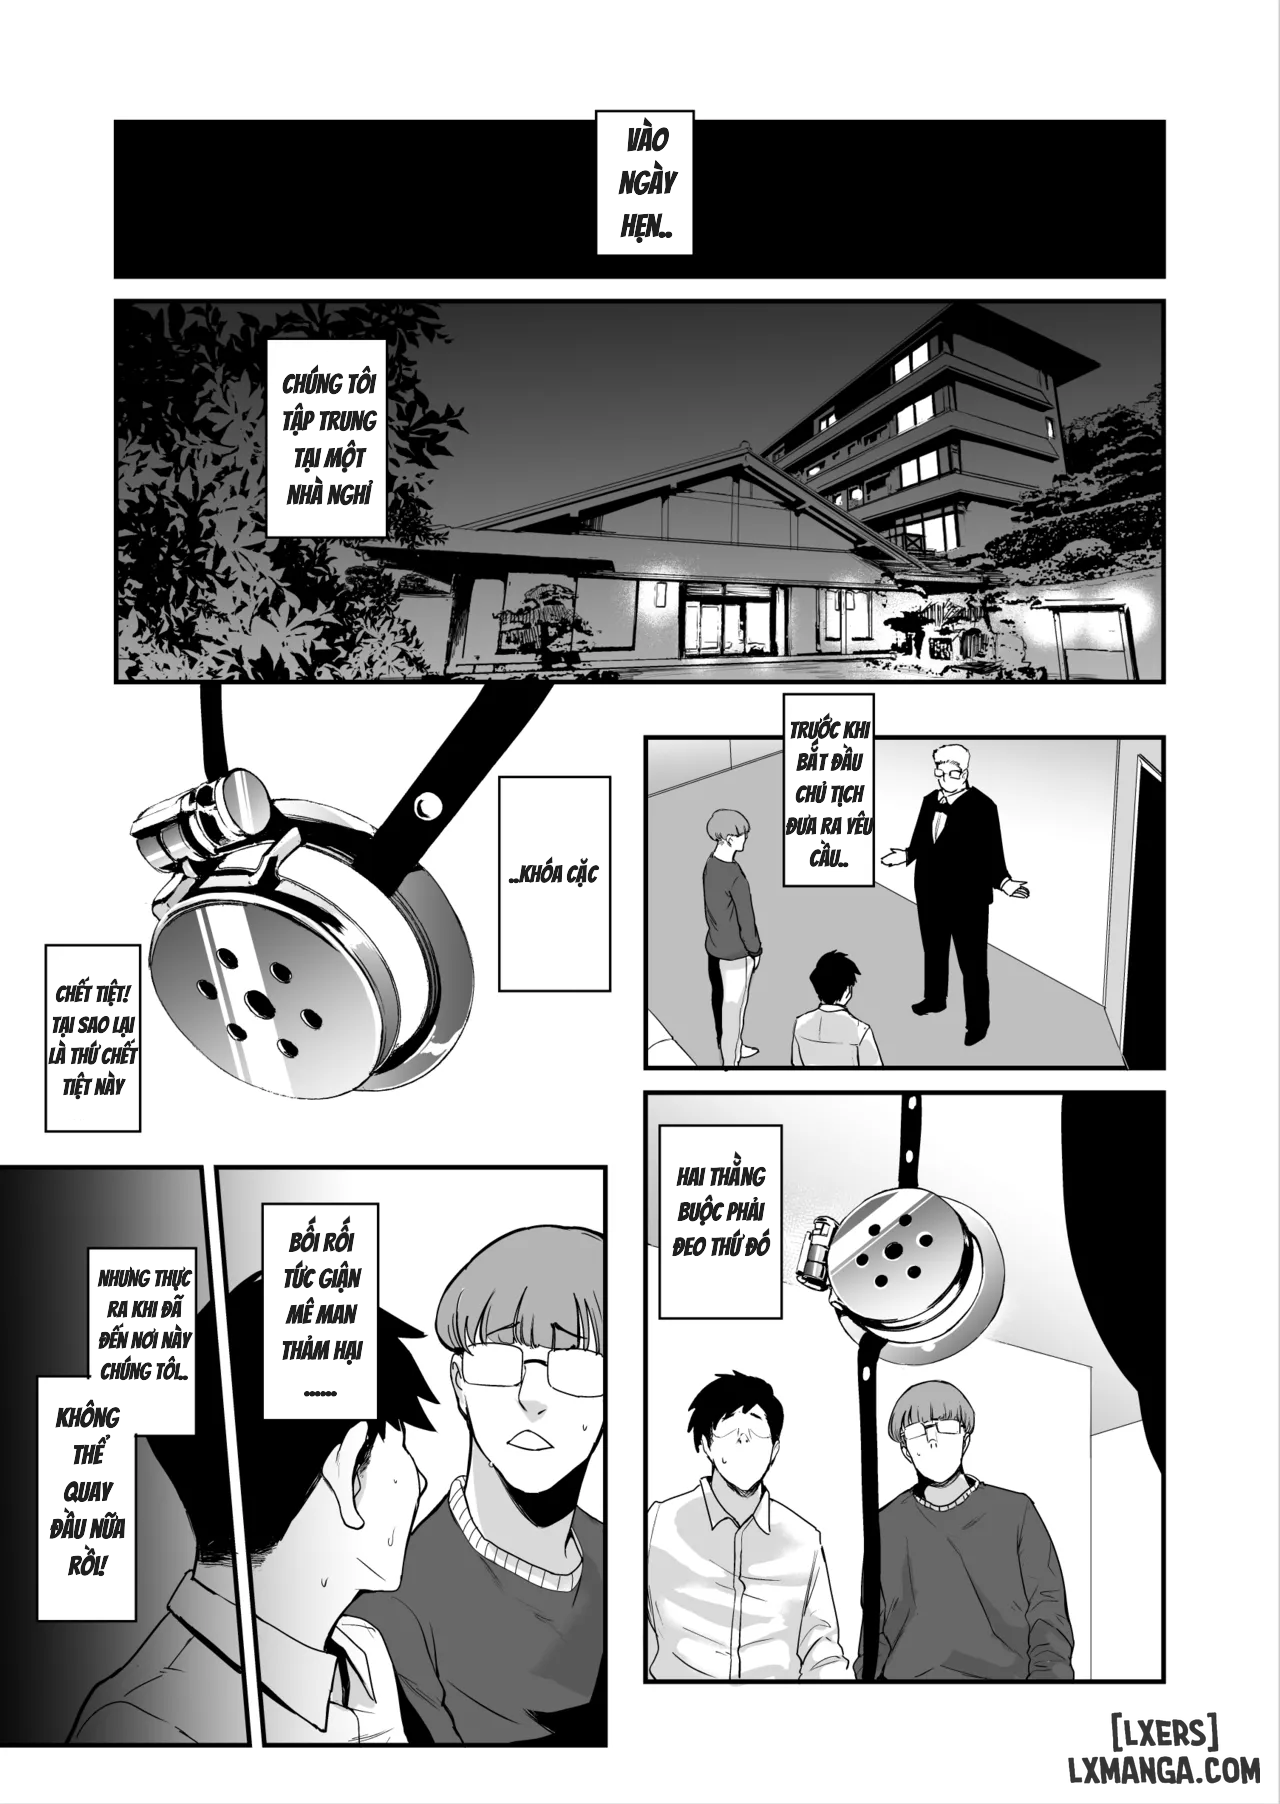 VÀO
NGÀY
HẸN..
CHÚNG TÔI
TẬP TRUNG
TẠI MỘT
NHÀ NGHỈ
TRƯỚC KHI
BẮT ĐẦU
CHỦ TỊCH
ĐƯA RA YÊU
CẦU..
..KHÓA CẶC
CHẾT TIỆT!
TẠI SAO LẠI
LÀ THỨ CHẾT
TIỆT NÀY
HAI THẰNG
BUỘC PHẢI
ĐEO THỨ ĐÓ
BỐI RỐI
TỨC GIẬN
MÊ MAN
THẢM HẠI
......
NHƯNG THỰC
RA KHI ĐÃ
ĐẾN NƠI NÀY
CHÚNG TÔI..
KHÔNG
THỂ
QUAY
ĐẦU NỮA
RỒI!
[LXERS]
LXMANGA.COM